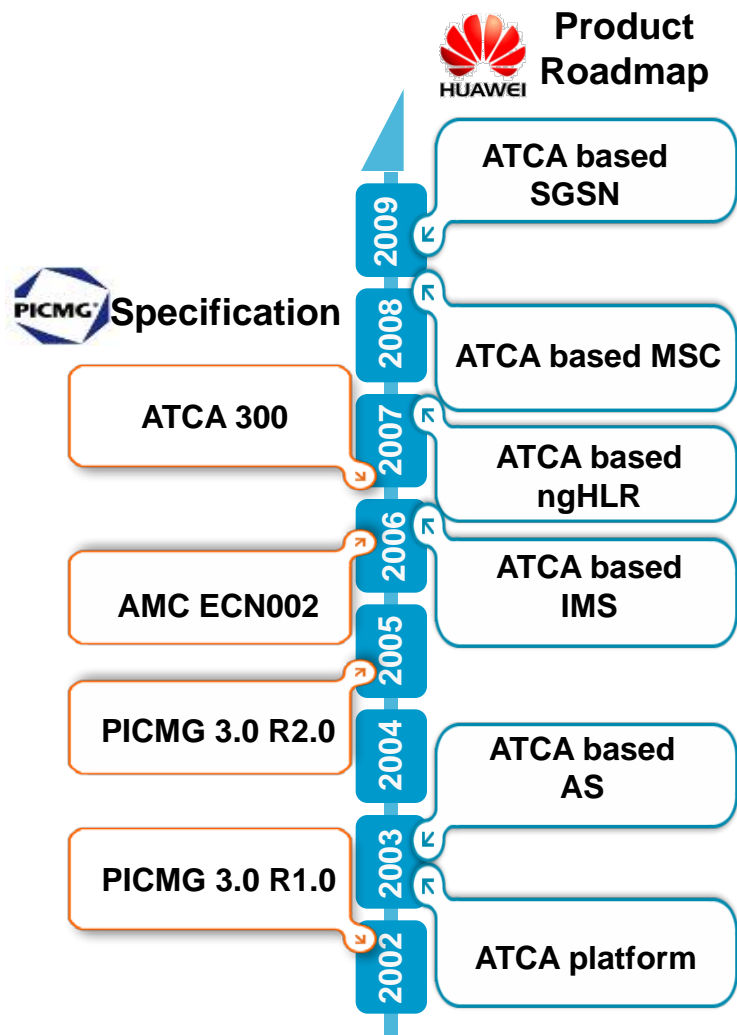 Product
Roadmap
HUAWEI
ATCA based
SGSN
2009
PICMG
Specification
2008
ATCA based MSC
ATCA 300
2007
ATCA based
ngHLR
2006
AMC ECN002
ATCA based
IMS
2005
PICMG 3.0 R2.0
2004
ATCA based
AS
2003
PICMG 3.0 R1.0
2002
ATCA platform